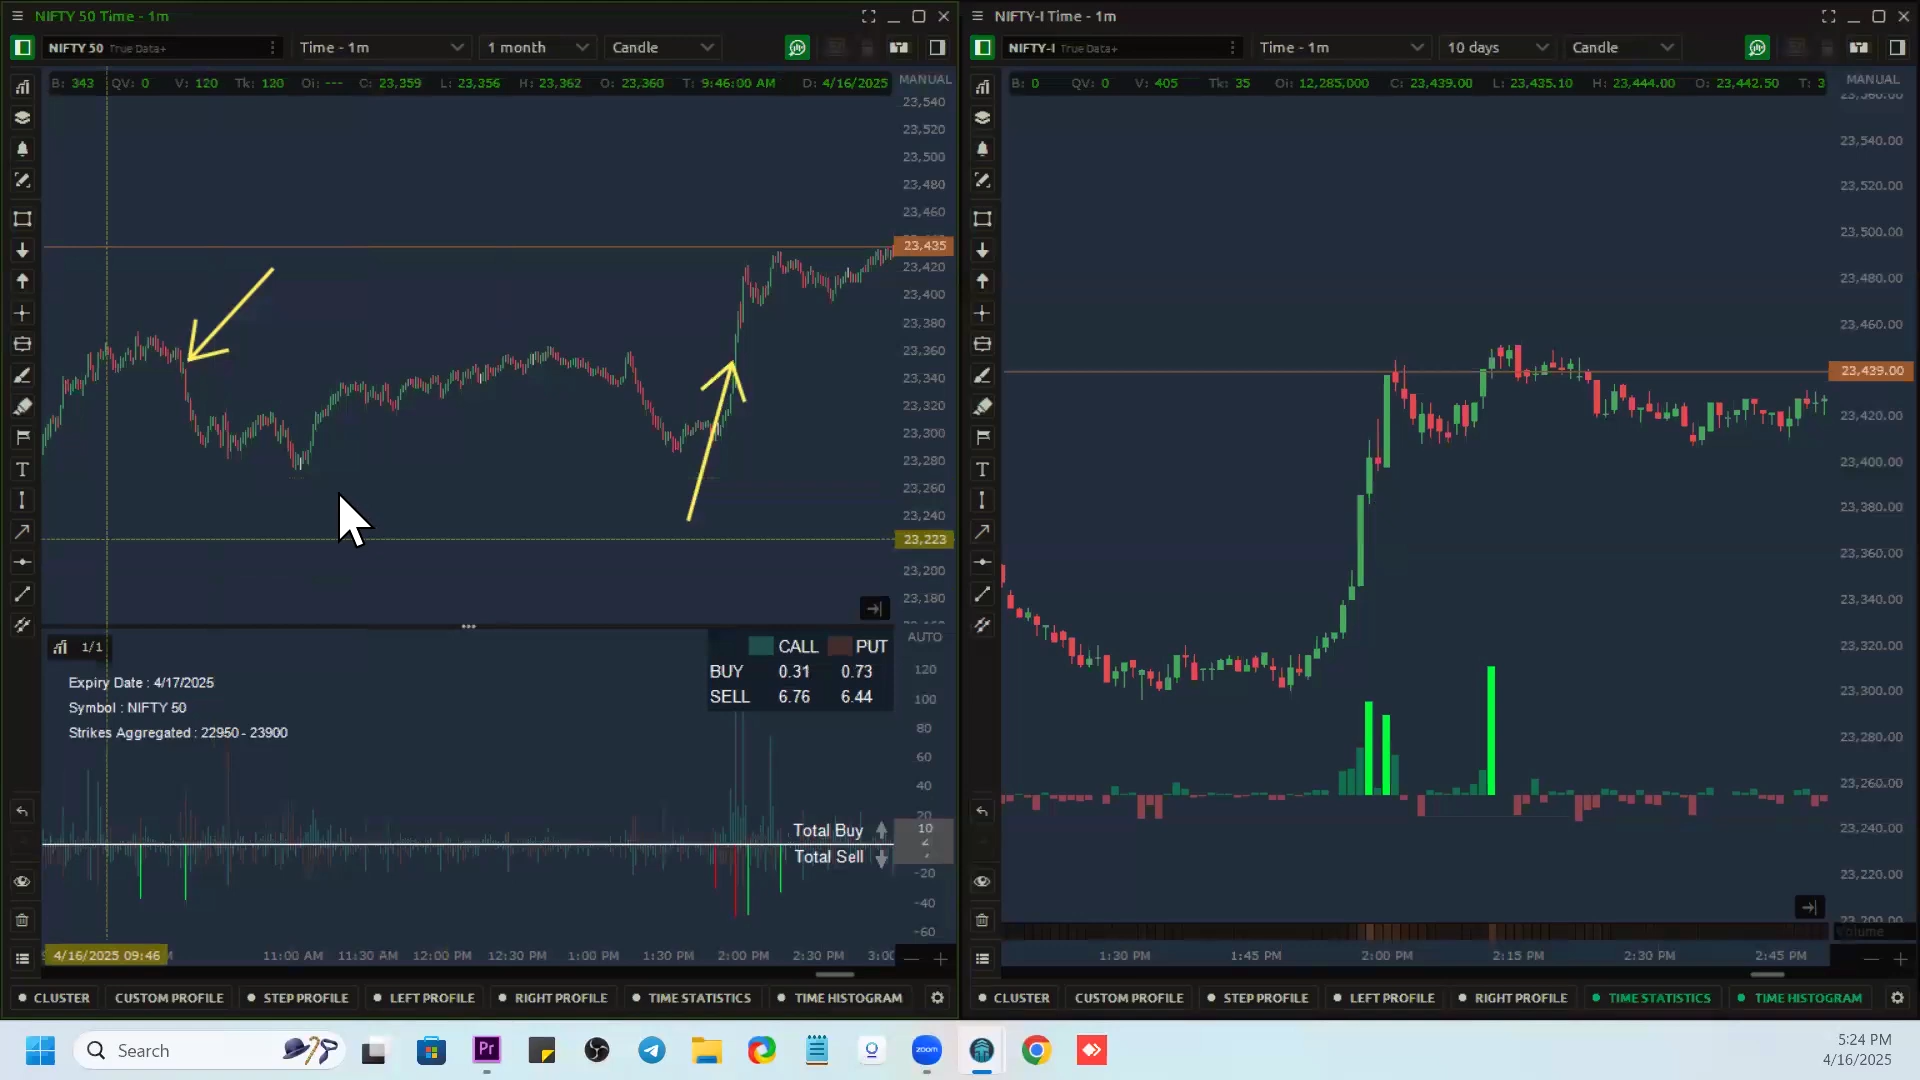 NIFTY 50 Time - 1m
NIFTY 50 True Data+ Time - 1m 1 month Candle
B: 343 QV: 0 V: 120 Tk: 120 Oi: --- C: 23,359 L: 23,356 H: 23,362 O: 23,360 T: 9:46:00 AM D: 4/16/2025 MANUAL
23,540
23,520
23,500
23,480
23,460
23,435
23,420
23,400
23,380
23,360
23,340
23,320
23,300
23,280
23,260
23,240
23,223
23,200
23,180
1/1
AUTO
CALL PUT
BUY 0.31 0.73
SELL 6.76 6.44
Expiry Date : 4/17/2025
Symbol : NIFTY 50
Strikes Aggregated : 22950 - 23900
120
100
80
60
40
20
Total Buy 10
Total Sell
-20
-40
-60
4/16/2025 09:46 11:00 AM 11:30 AM 12:00 PM 12:30 PM 1:00 PM 1:30 PM 2:00 PM 2:30 PM 3:00
CLUSTER CUSTOM PROFILE STEP PROFILE LEFT PROFILE RIGHT PROFILE TIME STATISTICS TIME HISTOGRAM
NIFTY-I Time - 1m
NIFTY-I True Data+ Time - 1m 10 days Candle
B: 0 QV: 0 V: 405 Tk: 35 Oi: 12,285,000 C: 23,439.00 L: 23,435.10 H: 23,444.00 O: 23,442.50 T: 3 MANUAL
23,560.00
23,540.00
23,520.00
23,500.00
23,480.00
23,460.00
23,439.00
23,420.00
23,400.00
23,380.00
23,360.00
23,340.00
23,320.00
23,300.00
23,280.00
23,260.00
23,240.00
23,220.00
23,200.00
Volume
1:30 PM 1:45 PM 2:00 PM 2:15 PM 2:30 PM 2:45 PM
CLUSTER CUSTOM PROFILE STEP PROFILE LEFT PROFILE RIGHT PROFILE TIME STATISTICS TIME HISTOGRAM
Search
Pr
zoom
5:24 PM
4/16/2025